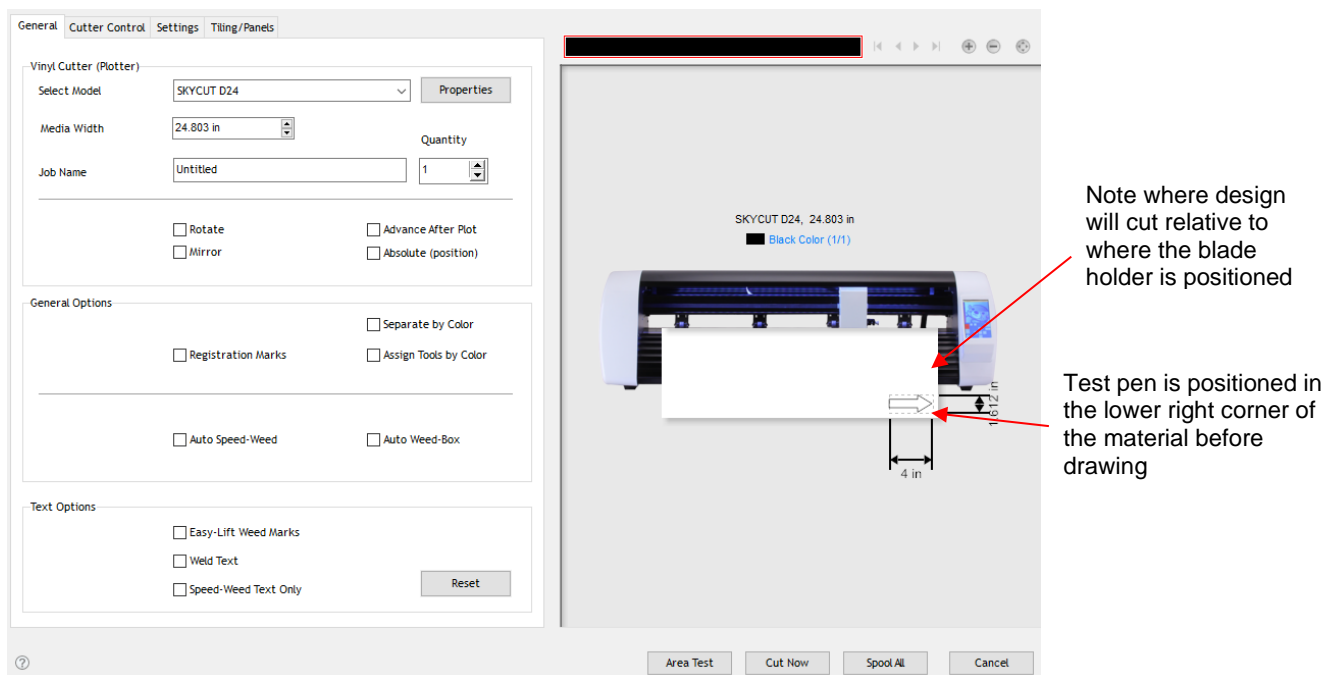 General Cutter Control Settings Tiling/Panels
Vinyl Cutter (Plotter)
Select Model SKYCUT D24 Properties
Media Width 24.803 in
Quantity
Job Name Untitled 1
Rotate Advance After Plot
Mirror Absolute (position)
General Options
Separate by Color
Registration Marks Assign Tools by Color
Auto Speed-Weed Auto Weed-Box
Text Options
Easy-Lift Weed Marks
Weld Text
Speed-Weed Text Only Reset
SKYCUT D24, 24.803 in
Black Color (1/1)
1.612 in
4 in
Note where design
will cut relative to
where the blade
holder is positioned
Test pen is positioned in
the lower right corner of
the material before
drawing
Area Test Cut Now Spool All Cancel